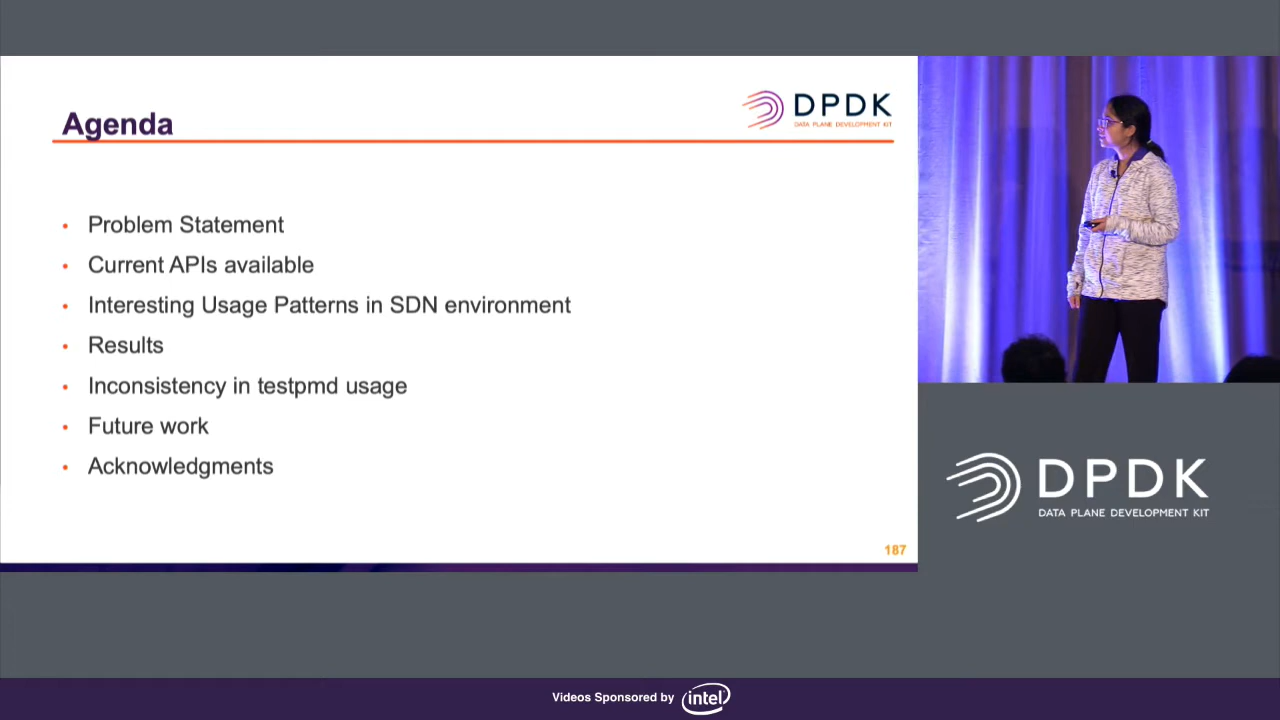 Agenda
DPDK
DATA PLANE DEVELOPMENT KIT
• Problem Statement
• Current APIs available
• Interesting Usage Patterns in SDN environment
• Results
• Inconsistency in testpmd usage
• Future work
• Acknowledgments
187
DPDK
DATA PLANE DEVELOPMENT KIT
Videos Sponsored by intel